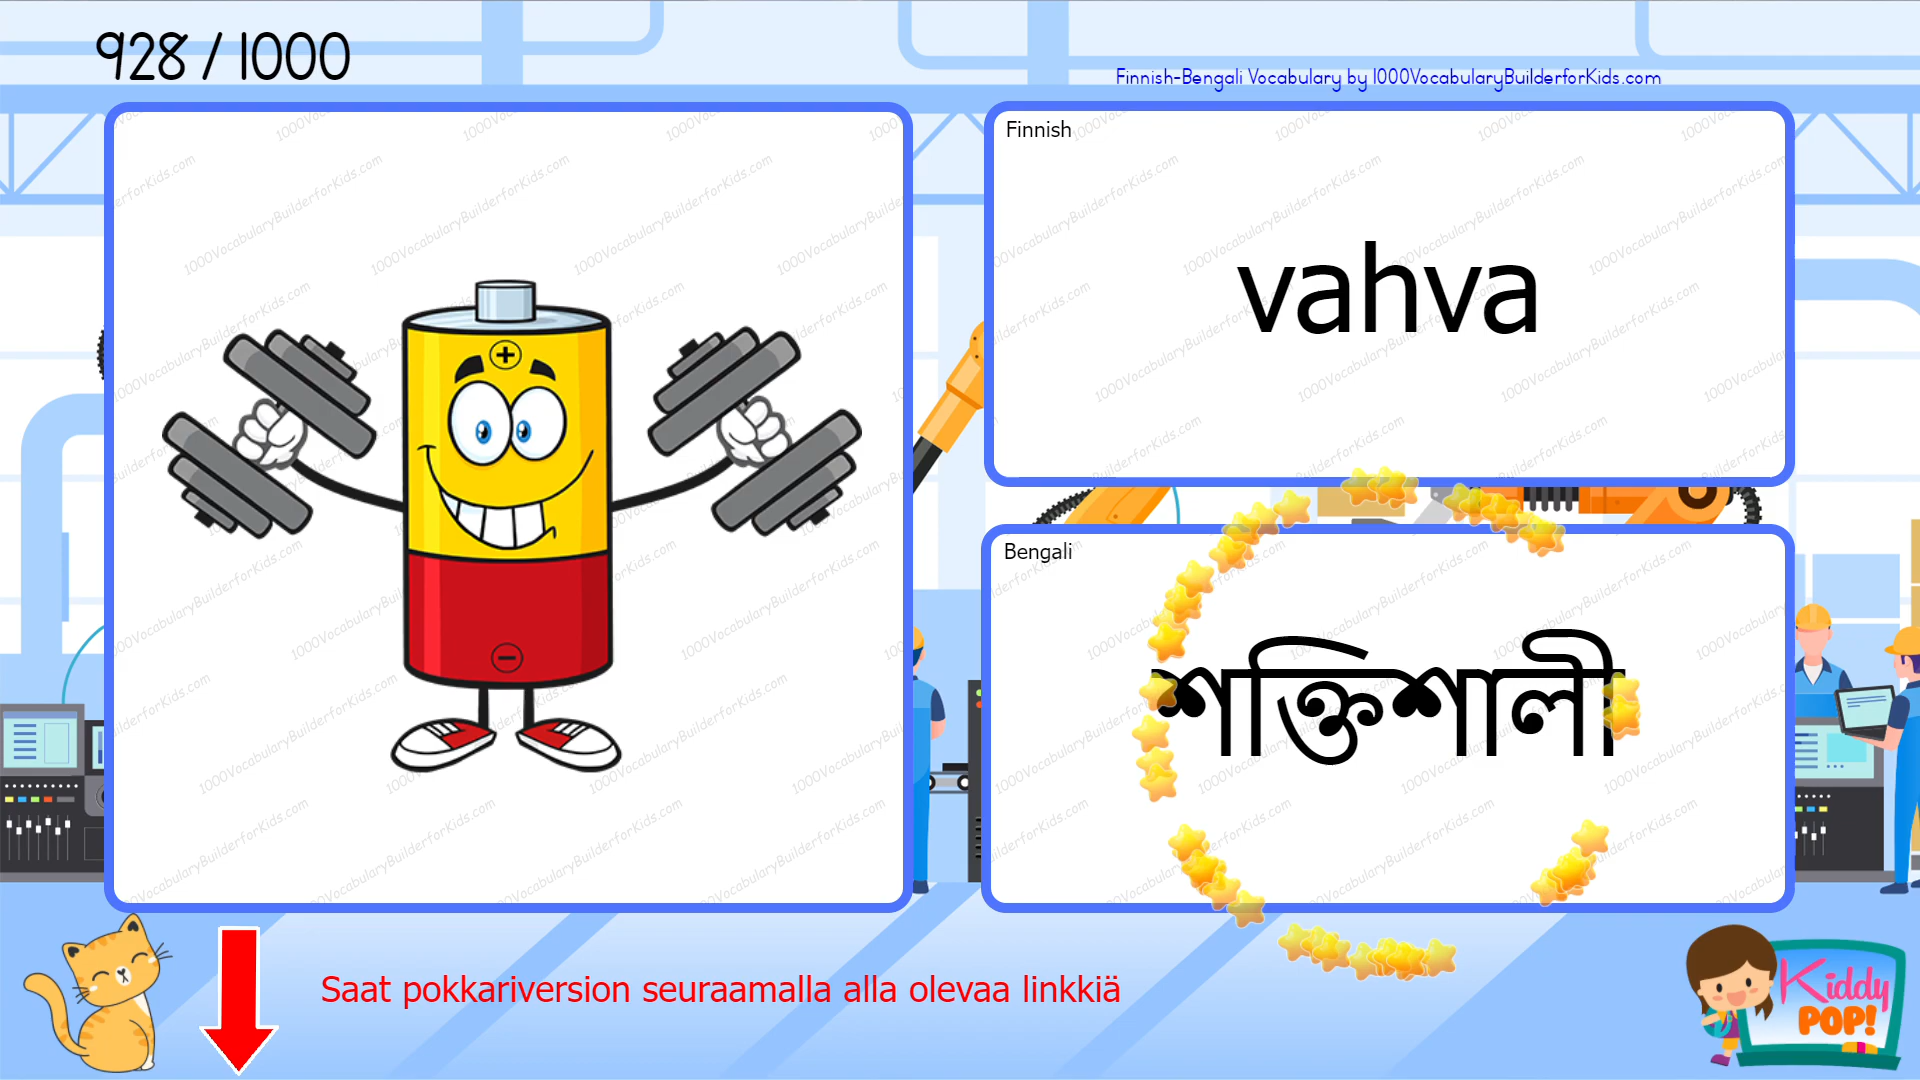 928 / 1000
Finnish-Bengali Vocabulary by 1000VocabularyBuilderforKids.com
Finnish
vahva
Bengali
শক্তিশালী
Saat pokkariversion seuraamalla alla olevaa linkkiä
Kiddy
POP!